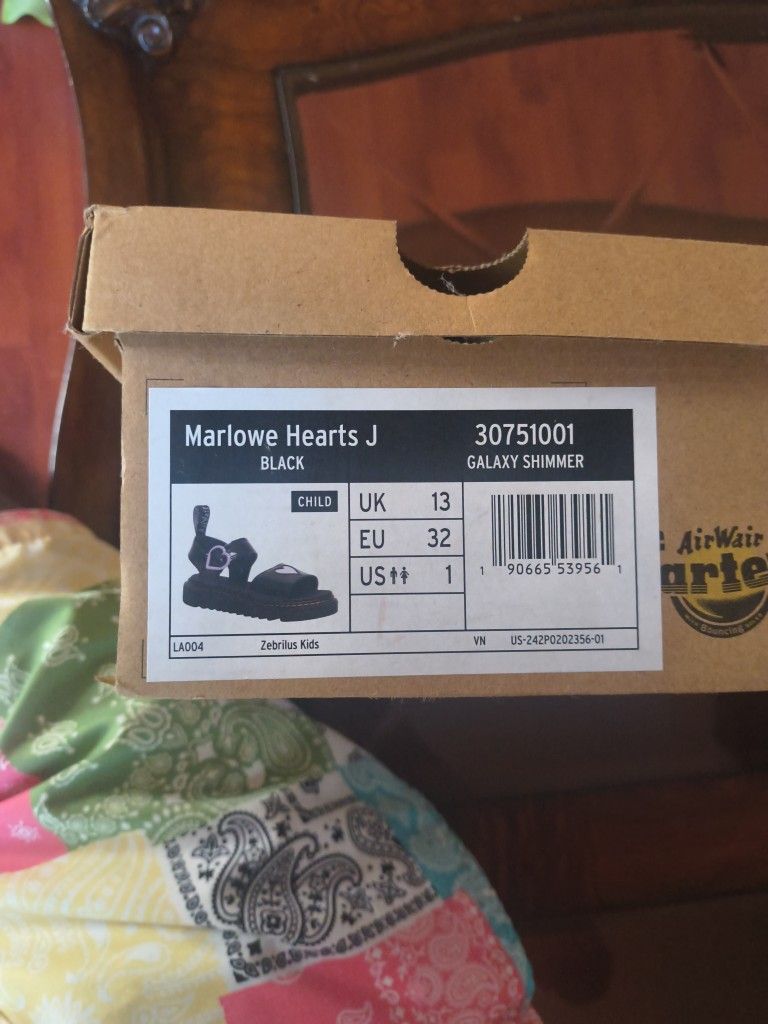 Marlowe Hearts J 30751001
BLACK GALAXY SHIMMER
CHILD
UK 13
EU 32
US 1
1 90665 53956 1
LA004 Zebrilus Kids VN US-242P0202356-01
AirWair